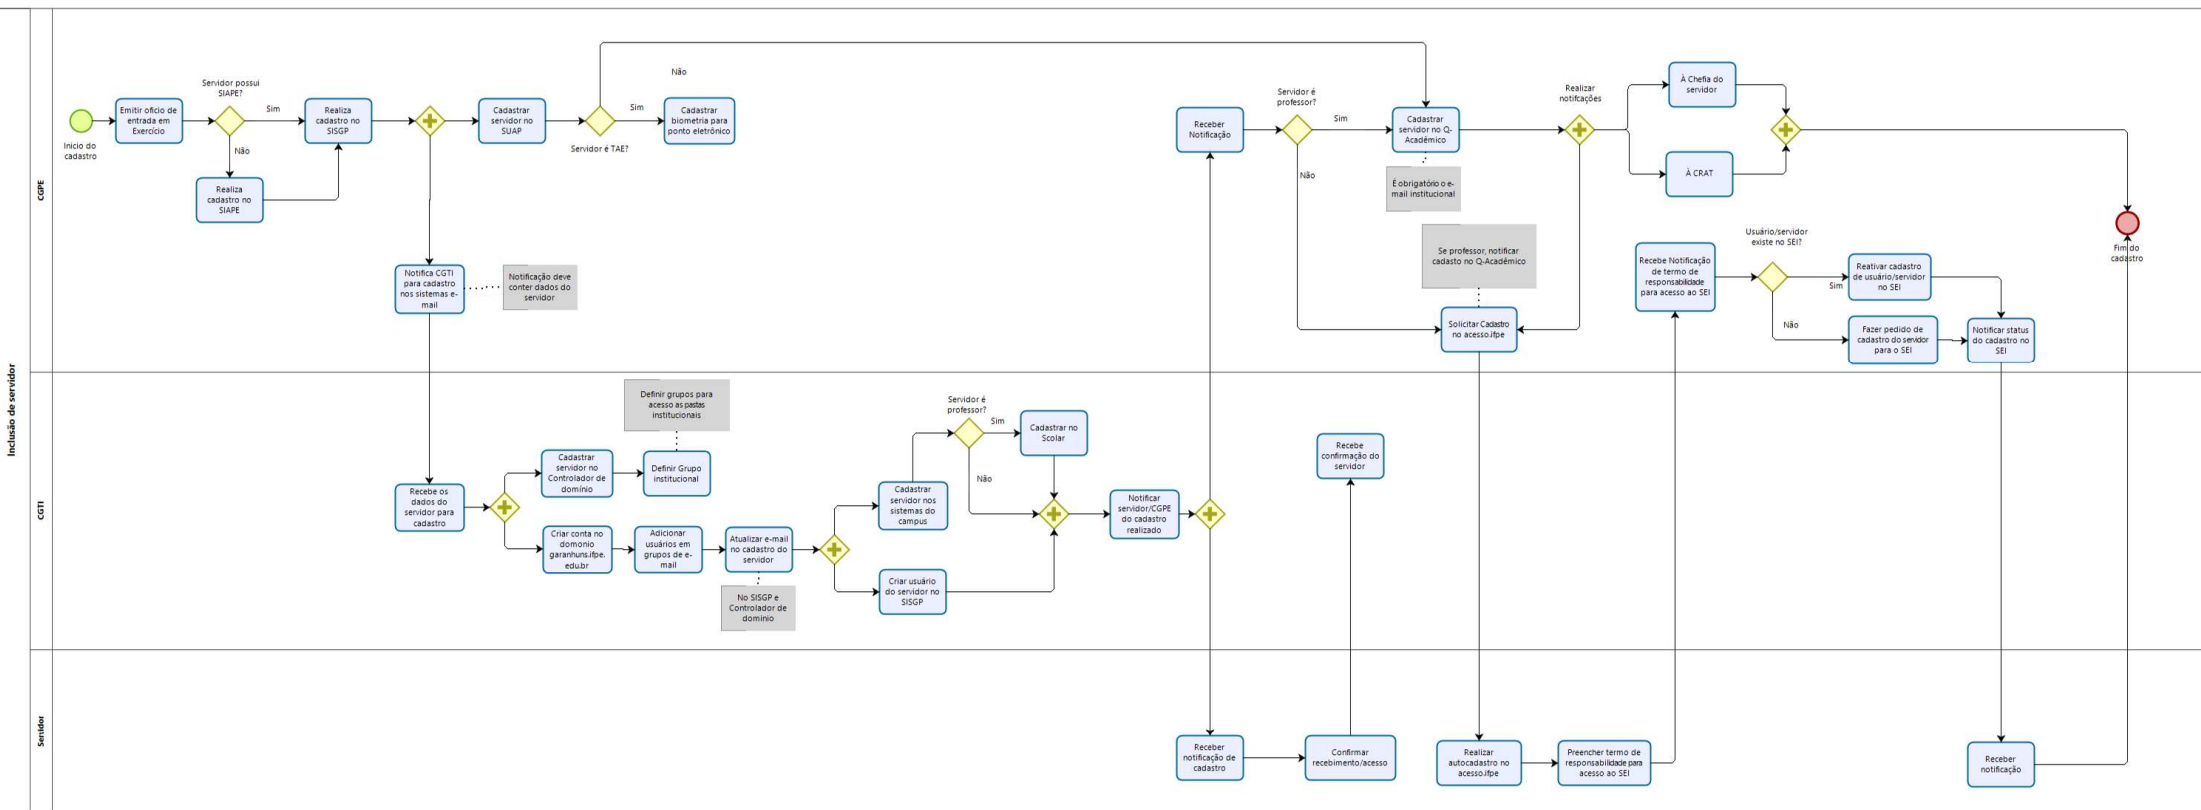 Inclusão de servidor
CGPE
Inicio do
cadastro
Emitir oficio de
entrada em
Exercício
Servidor possui
SIAPE?
Sim
Não
Realiza
cadastro no
SIAPE
Realiza
cadastro no
SISGP
Cadastrar
servidor no
SUAP
Servidor é TAE?
Não
Sim
Cadastrar
biometria para
ponto eletrônico
Notifica CGTI
para cadastro
nos sistemas e-
mail
Notificação deve
conter dados do
servidor
Receber
Notificação
Servidor é
professor?
Sim
Não
Cadastrar
servidor no Q-
Acadêmico
É obrigatório o e-
mail institucional
Se professor, notificar
cadasto no Q-Acadêmico
Solicitar Cadastro
no acesso.ifpe
Realizar
notifcações
À Chefia do
servidor
À CRAT
Recebe Notificação
de termo de
responsabilidade
para acesso ao SEI
Usuário/servidor
existe no SEI?
Sim
Não
Reativar cadastro
de usuário/servidor
no SEI
Fazer pedido de
cadastro do servidor
para o SEI
Notificar status
do cadastro no
SEI
Fim do
cadastro
CGTI
Recebe os
dados do
servidor para
cadastro
Cadastrar
servidor no
Controlador de
domínio
Definir grupos para
acesso as pastas
institucionais
Definir Grupo
institucional
Criar conta no
domonio
garanhuns.ifpe.
edu.br
Adicionar
usuários em
grupos de e-
mail
Atualizar e-mail
no cadastro do
servidor
No SISGP e
Controlador de
dominio
Cadastrar
servidor nos
sistemas do
campus
Criar usuário
do servidor no
SISGP
Servidor é
professor?
Sim
Não
Cadastrar no
Scolar
Notificar
servidor/CGPE
do cadastro
realizado
Recebe
confirmação do
servidor
Servidor
Receber
notificação de
cadastro
Confirmar
recebimento/acesso
Realizar
autocadastro no
acesso.ifpe
Preencher termo de
responsabilidade para
acesso ao SEI
Receber
notificação